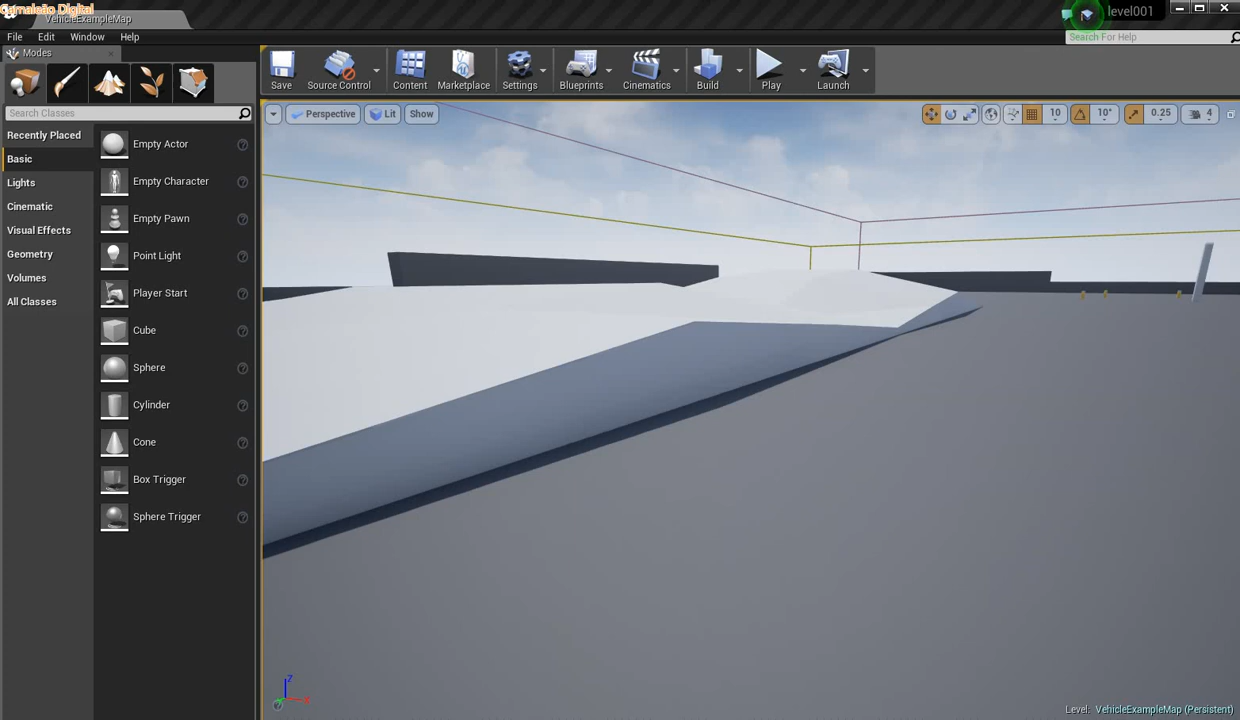 Camaleão Digital
VehicleExampleMap
level001
File Edit Window Help
Search For Help
Modes
Save Source Control Content Marketplace Settings Blueprints Cinematics Build Play Launch
Search Classes
Perspective Lit Show 10 10° 0.25 4
Recently Placed
Basic
Lights
Cinematic
Visual Effects
Geometry
Volumes
All Classes
Empty Actor
Empty Character
Empty Pawn
Point Light
Player Start
Cube
Sphere
Cylinder
Cone
Box Trigger
Sphere Trigger
Z
X
Level: VehicleExampleMap (Persistent)